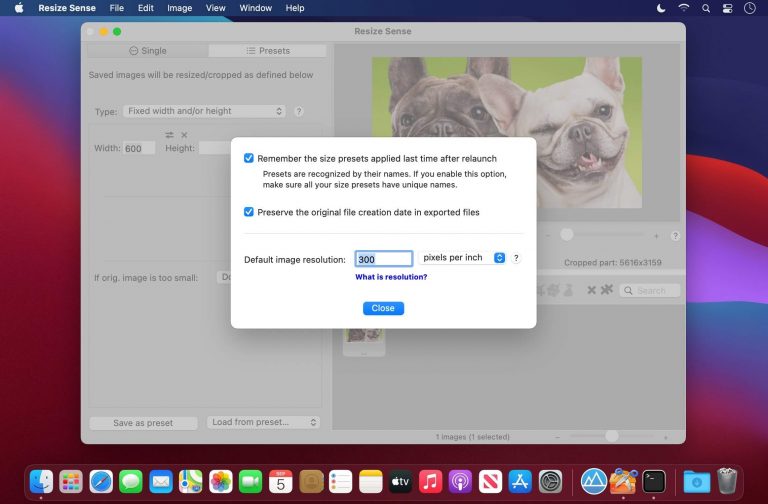 Resize Sense File Edit Image View Window Help
Resize Sense
Single Presets
Saved images will be resized/cropped as defined below
Type: Fixed width and/or height ?
Width: 600 Height:
Remember the size presets applied last time after relaunch
Presets are recognized by their names. If you enable this option,
make sure all your size presets have unique names.
Preserve the original file creation date in exported files
Default image resolution: 300 pixels per inch ?
What is resolution?
Close
− + ?
Cropped part: 5616x3159
If orig. image is too small:
Search
Save as preset Load from preset...
1 images (1 selected) − +
SEP
5
tv